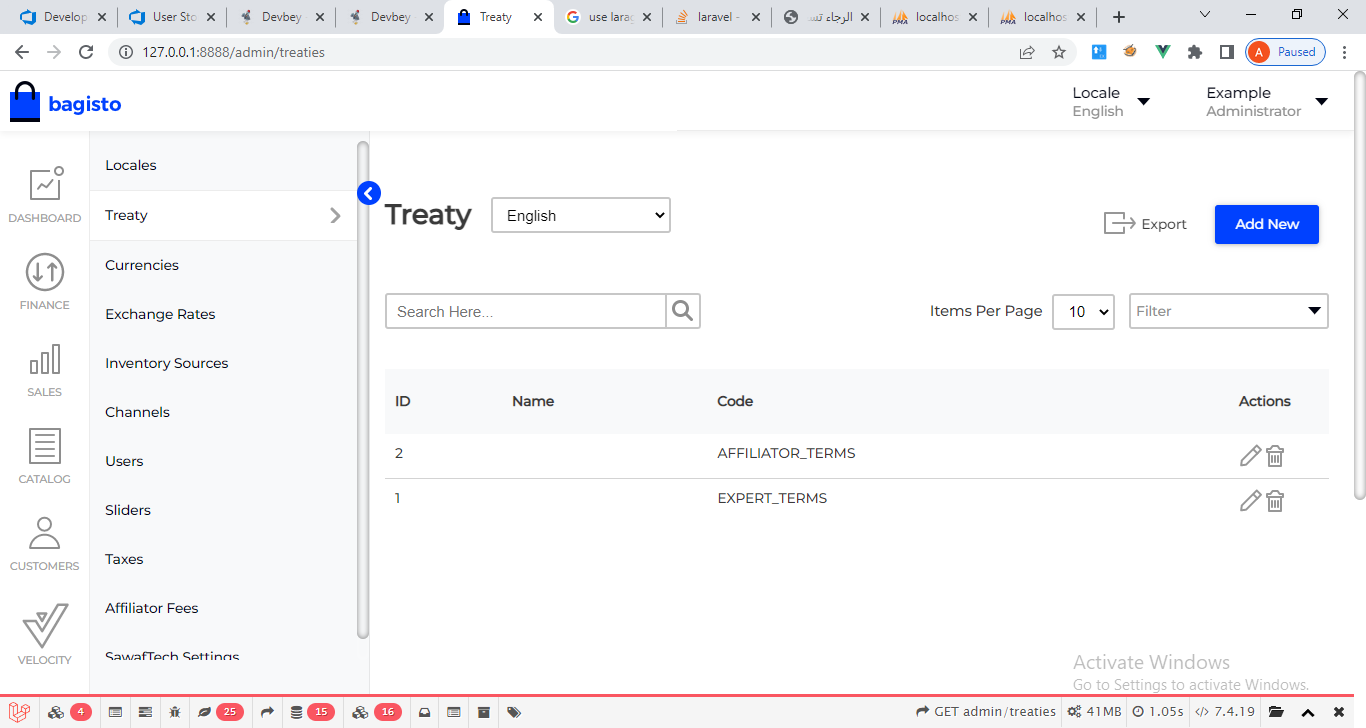 Develop
User Sto
Devbey
Devbey
Treaty
use larag
laravel -
الرجاء تس
localhos
localhos
127.0.0.1:8888/admin/treaties
A Paused
bagisto
Locale
English
Example
Administrator
DASHBOARD
FINANCE
SALES
CATALOG
CUSTOMERS
VELOCITY
Locales
Treaty
Currencies
Exchange Rates
Inventory Sources
Channels
Users
Sliders
Taxes
Affiliator Fees
SawafTech Settings
Treaty
English
Export
Add New
Search Here...
Items Per Page
10
Filter
ID Name Code Actions
2 AFFILIATOR_TERMS
1 EXPERT_TERMS
Activate Windows
Go to Settings to activate Windows.
4 25 15 16 GET admin/treaties 41MB 1.05s 7.4.19